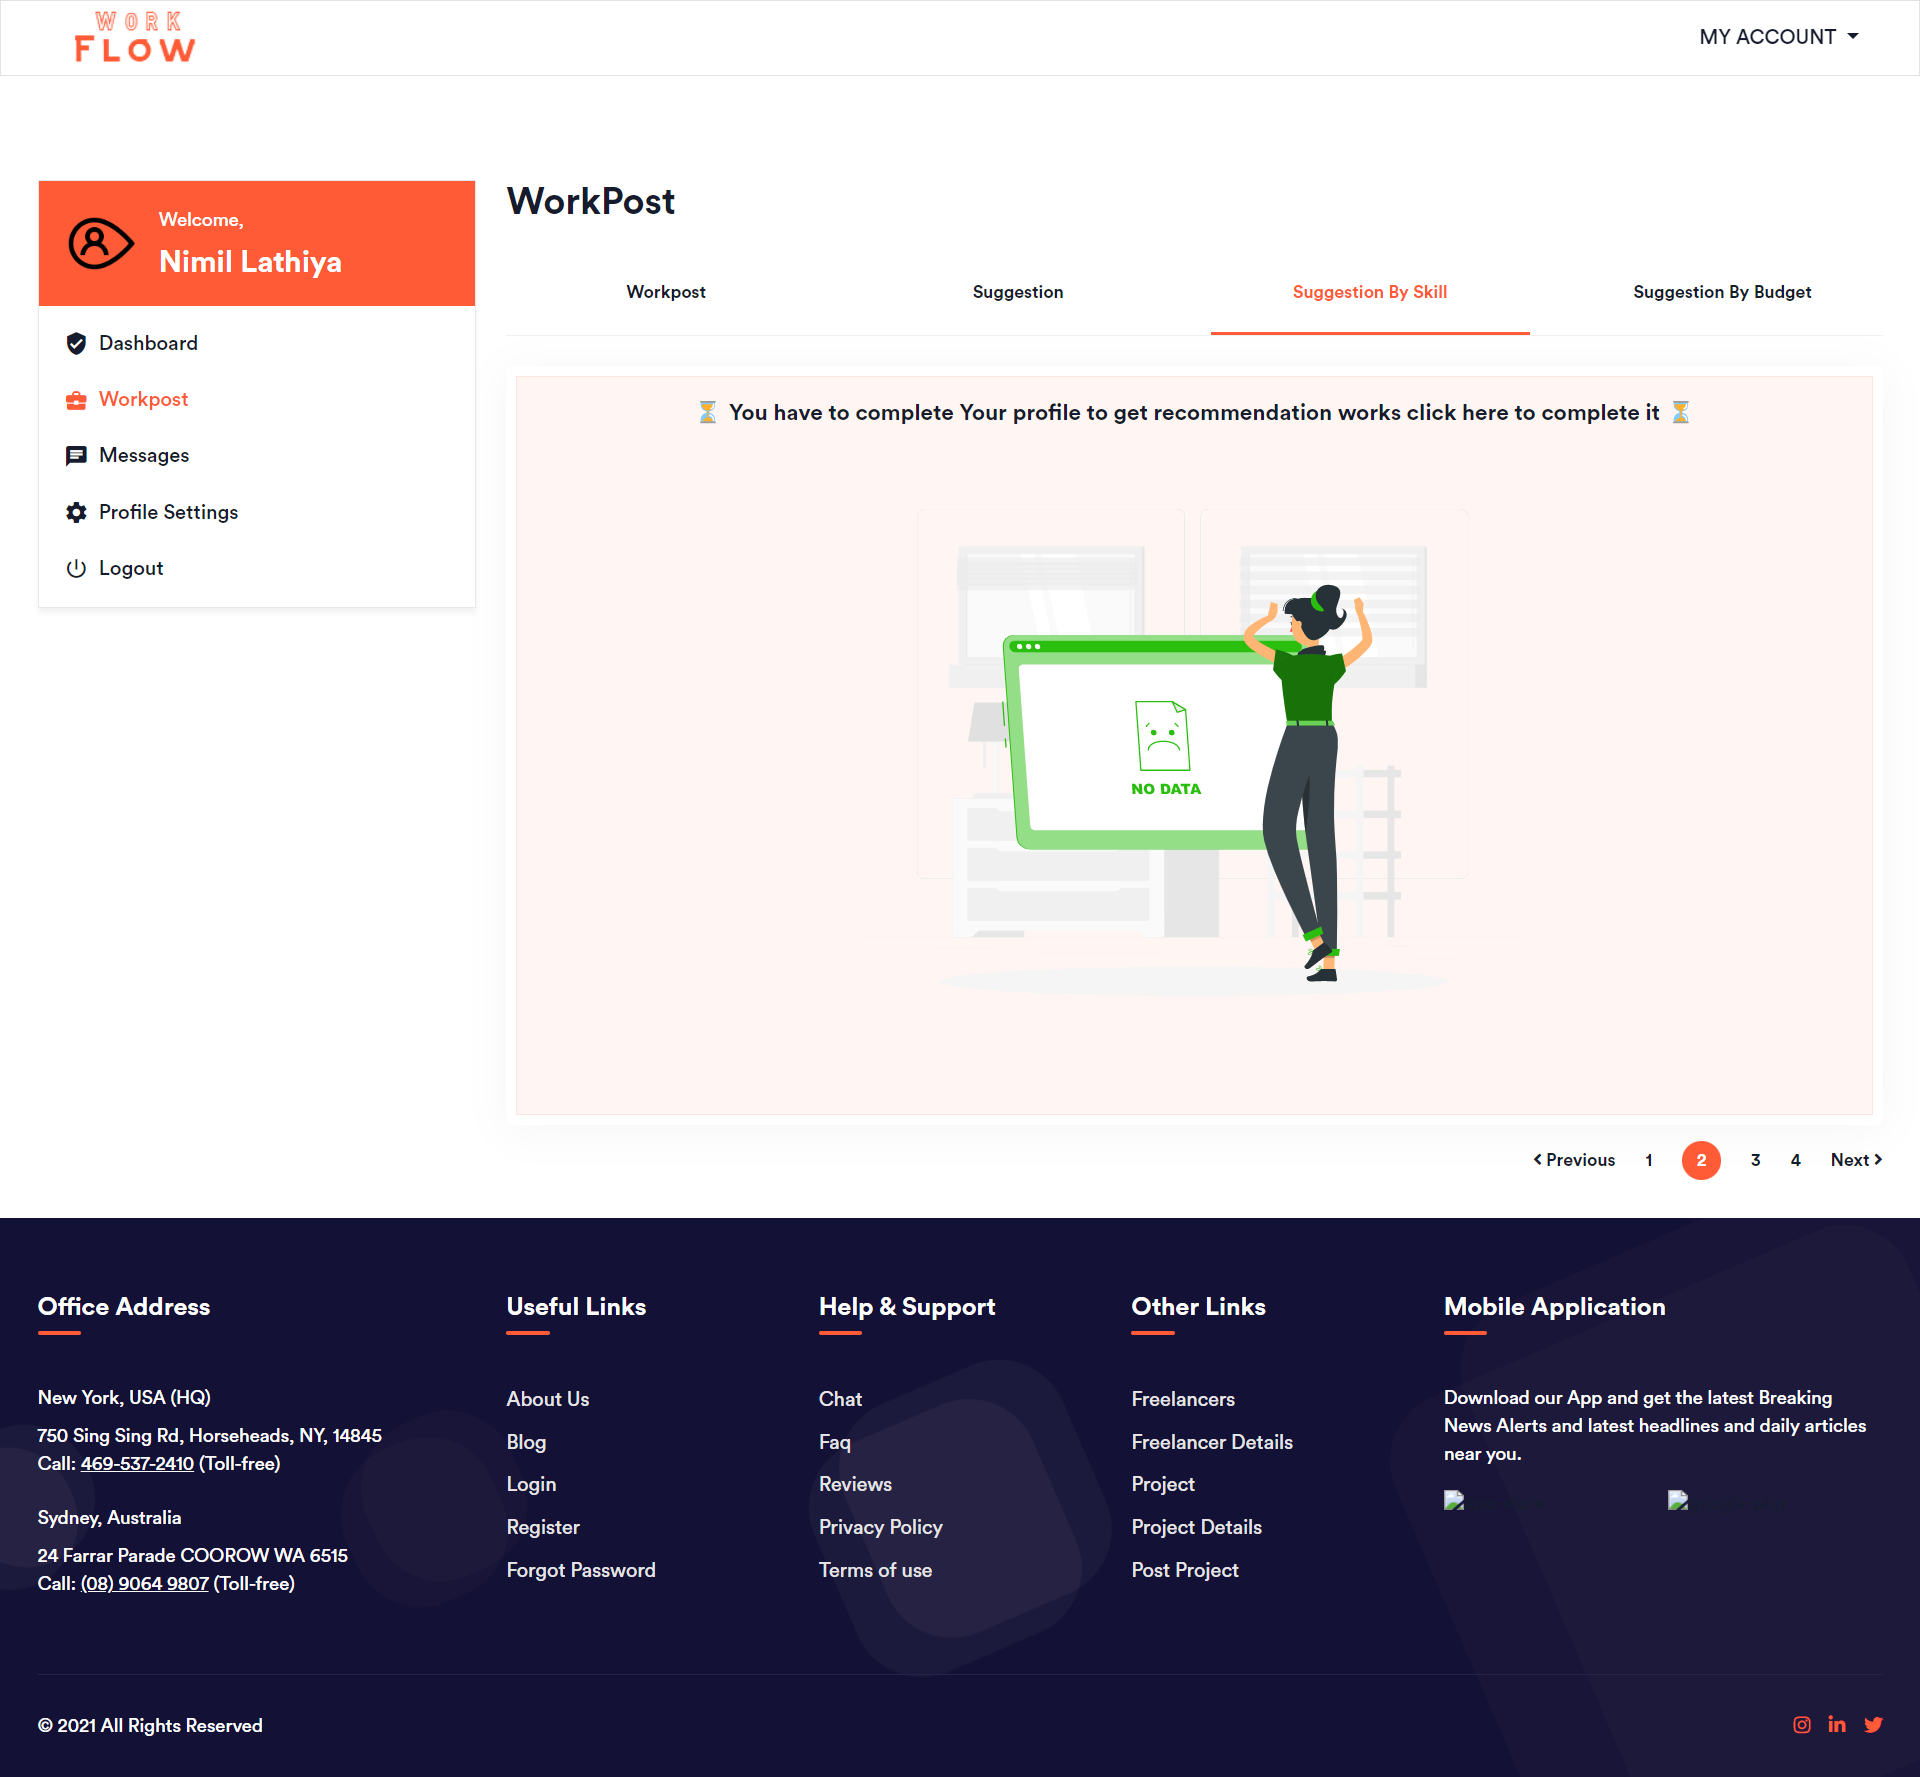 WORK
FLOW
MY ACCOUNT
Welcome,
Nimil Lathiya
Dashboard
Workpost
Messages
Profile Settings
Logout
WorkPost
Workpost
Suggestion
Suggestion By Skill
Suggestion By Budget
⏳ You have to complete Your profile to get recommendation works click here to complete it ⏳
NO DATA
Previous 1 2 3 4 Next
Office Address
New York, USA (HQ)
750 Sing Sing Rd, Horseheads, NY, 14845
Call: 469-537-2410 (Toll-free)
Sydney, Australia
24 Farrar Parade COOROW WA 6515
Call: (08) 9064 9807 (Toll-free)
Useful Links
About Us
Blog
Login
Register
Forgot Password
Help & Support
Chat
Faq
Reviews
Privacy Policy
Terms of use
Other Links
Freelancers
Freelancer Details
Project
Project Details
Post Project
Mobile Application
Download our App and get the latest Breaking
News Alerts and latest headlines and daily articles
near you.
© 2021 All Rights Reserved